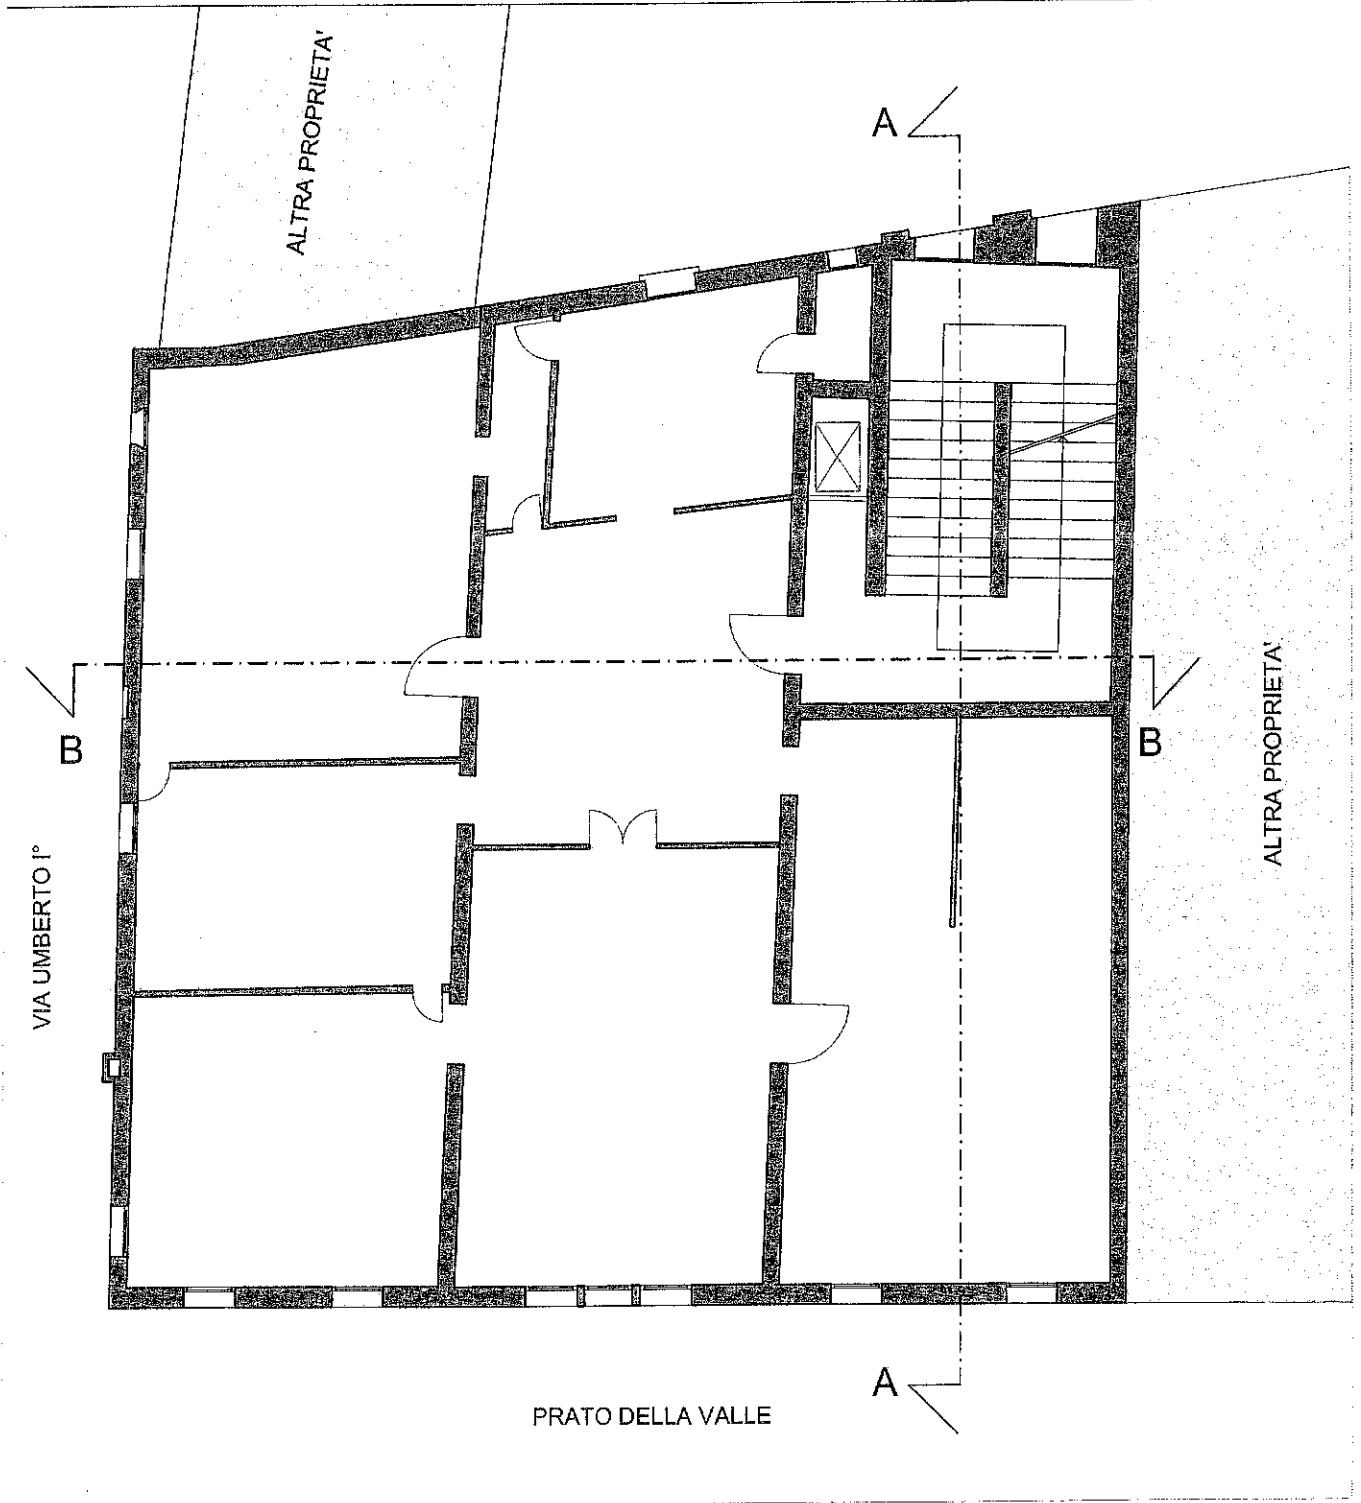 ALTRA PROPRIETA'
A
B
B
ALTRA PROPRIETA'
VIA UMBERTO I°
A
PRATO DELLA VALLE